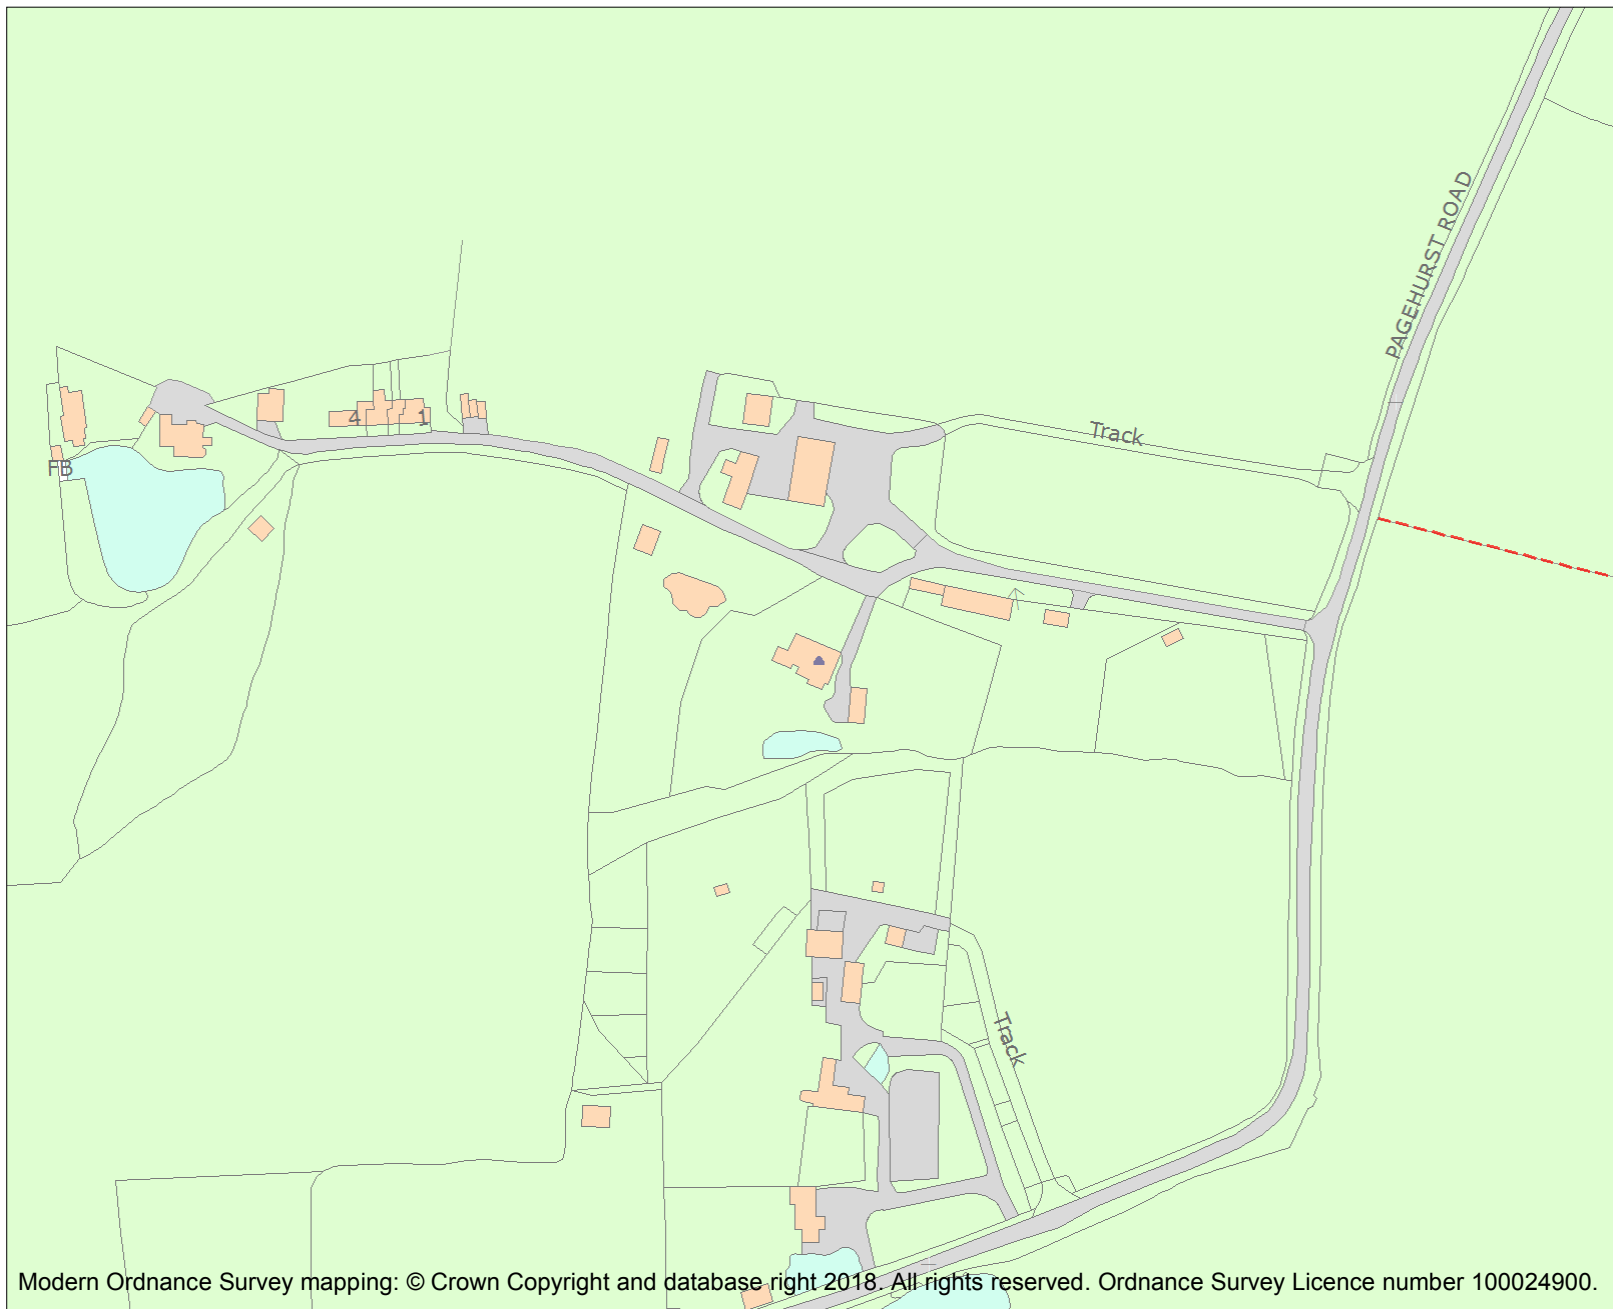 PAGEHURST ROAD
4
1
Track
FB
Track
Modern Ordnance Survey mapping: © Crown Copyright and database right 2018. All rights reserved. Ordnance Survey Licence number 100024900.